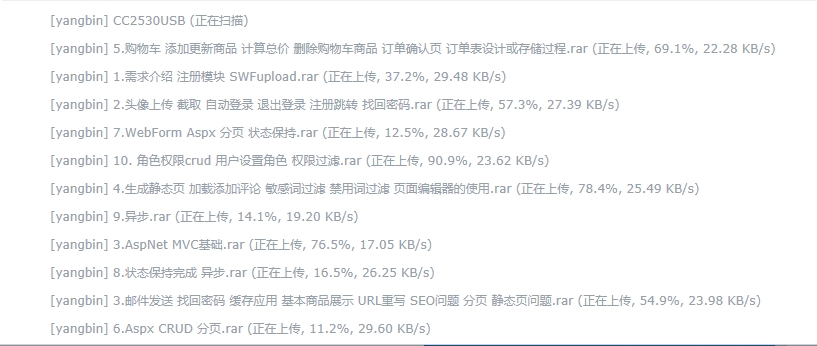 [yangbin] CC2530USB (正在扫描)
[yangbin] 5.购物车 添加更新商品 计算总价 删除购物车商品 订单确认页 订单表设计或存储过程.rar (正在上传, 69.1%, 22.28 KB/s)
[yangbin] 1.需求介绍 注册模块 SWFupload.rar (正在上传, 37.2%, 29.48 KB/s)
[yangbin] 2.头像上传 截取 自动登录 退出登录 注册跳转 找回密码.rar (正在上传, 57.3%, 27.39 KB/s)
[yangbin] 7.WebForm Aspx 分页 状态保持.rar (正在上传, 12.5%, 28.67 KB/s)
[yangbin] 10. 角色权限crud 用户设置角色 权限过滤.rar (正在上传, 90.9%, 23.62 KB/s)
[yangbin] 4.生成静态页 加载添加评论 敏感词过滤 禁用词过滤 页面编辑器的使用.rar (正在上传, 78.4%, 25.49 KB/s)
[yangbin] 9.异步.rar (正在上传, 14.1%, 19.20 KB/s)
[yangbin] 3.AspNet MVC基础.rar (正在上传, 76.5%, 17.05 KB/s)
[yangbin] 8.状态保持完成 异步.rar (正在上传, 16.5%, 26.25 KB/s)
[yangbin] 3.邮件发送 找回密码 缓存应用 基本商品展示 URL重写 SEO问题 分页 静态页问题.rar (正在上传, 54.9%, 23.98 KB/s)
[yangbin] 6.Aspx CRUD 分页.rar (正在上传, 11.2%, 29.60 KB/s)